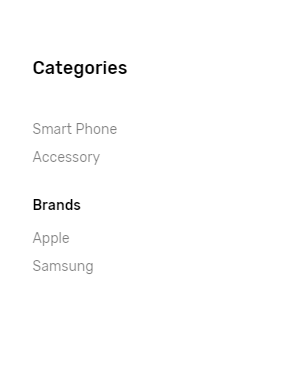 Categories
Smart Phone
Accessory
Brands
Apple
Samsung